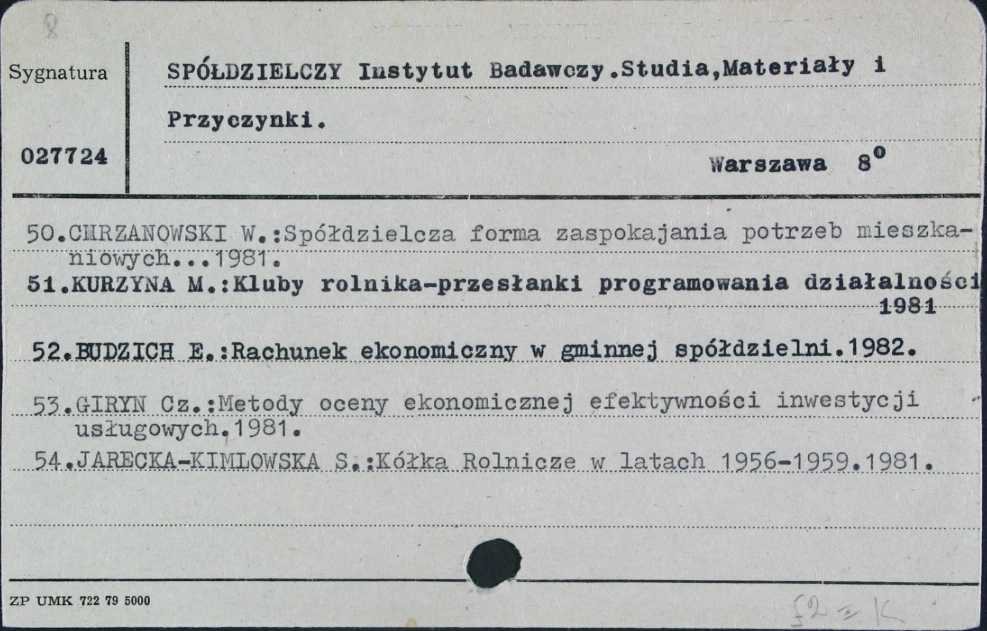 8
Sygnatura
SPÓŁDZIELCZY Instytut Badawczy.Studia,Materiały i
Przyczynki.
027724
Warszawa 8°
50.CHRZANOWSKI W.:Spółdzielcza forma zaspokajania potrzeb mieszka-
niowych...1981.
51.KURZYNA M.:Kluby rolnika-przesłanki programowania działalności
1981
52.BUDZICH E.:Rachunek ekonomiczny w gminnej spółdzielni.1982.
53.GIRYN Cz.:Metody oceny ekonomicznej efektywności inwestycji
usługowych.1981.
54.JARECKA-KIMLOWSKA S.:Kółka Rolnicze w latach 1956-1959.1981.
ZP UMK 722 79 5000